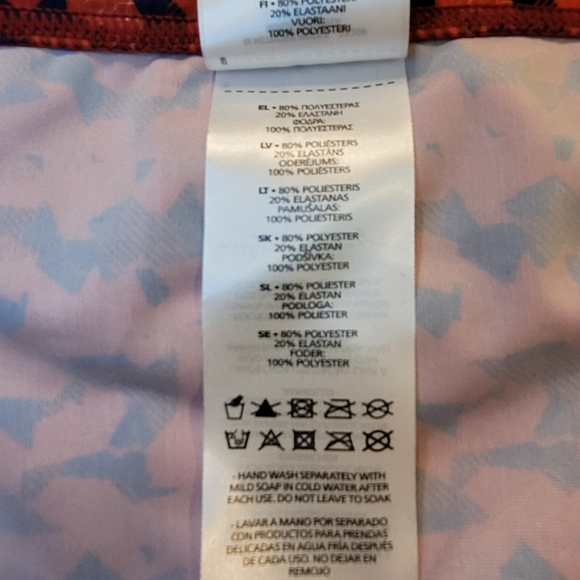 FI • 80% POLYESTERI
20% ELASTAANI
VUORI:
100% POLYESTERI
EL • 80% ΠΟΛΥΕΣΤΕΡΑΣ
20% ΕΛΑΣΤΑΝΗ
ΦΟΔΡΑ:
100% ΠΟΛΥΕΣΤΕΡΑΣ
LV • 80% POLIĒSTERS
20% ELASTĀNS
ODERĒJUMS:
100% POLIĒSTERS
LT • 80% POLIESTERIS
20% ELASTANAS
PAMUŠALAS:
100% POLIESTERIS
SK • 80% POLYESTER
20% ELASTAN
PODŠÍVKA:
100% POLYESTER
SL • 80% POLIESTER
20% ELASTAN
PODLOGA:
100% POLIESTER
SE • 80% POLYESTER
20% ELASTAN
FODER:
100% POLYESTER
- HAND WASH SEPARATELY WITH
MILD SOAP IN COLD WATER AFTER
EACH USE. DO NOT LEAVE TO SOAK
- LAVAR A MANO POR SEPARADO
CON PRODUCTOS PARA PRENDAS
DELICADAS EN AGUA FRÍA DESPUÉS
DE CADA USO. NO DEJAR EN
REMOJO